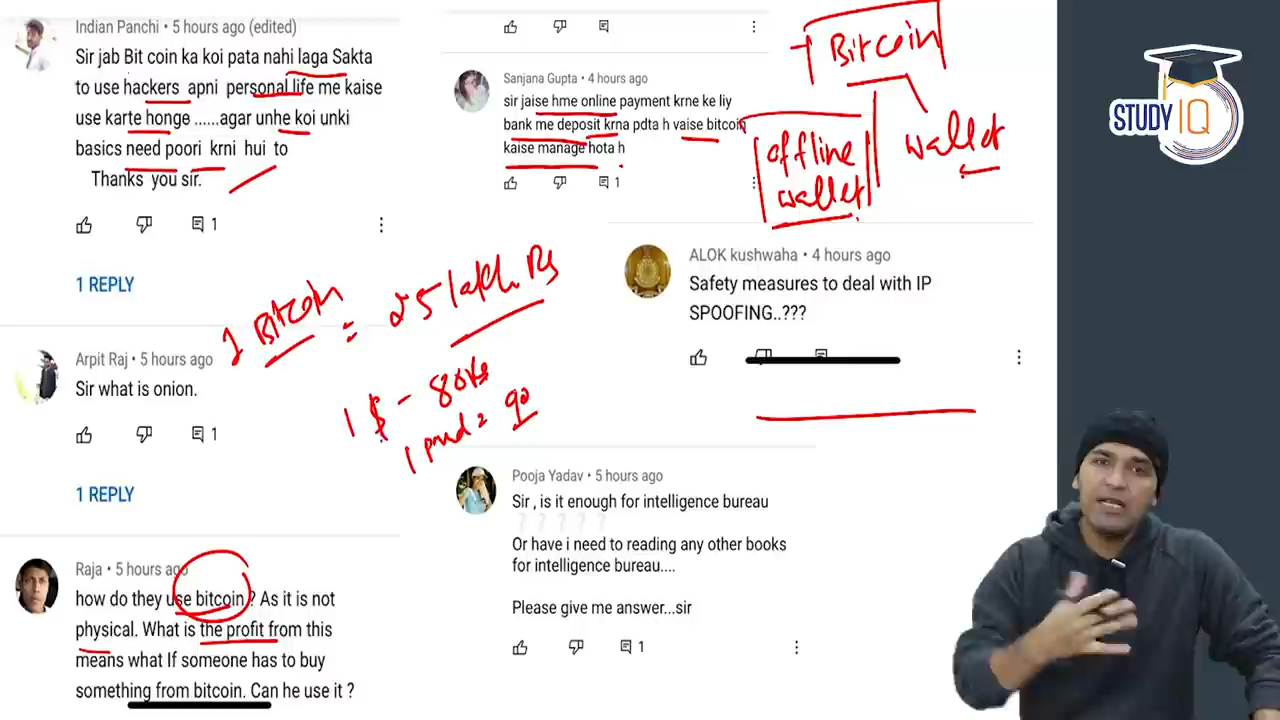 Indian Panchi • 5 hours ago (edited)
Sir jab Bit coin ka koi pata nahi laga Sakta
to use hackers apni personal life me kaise
use karte honge ......agar unhe koi unki
basics need poori krni hui to
Thanks you sir.
1
1 REPLY
Arpit Raj • 5 hours ago
Sir what is onion.
1
1 REPLY
Raja • 5 hours ago
how do they use bitcoin ? As it is not
physical. What is the profit from this
means what If someone has to buy
something from bitcoin. Can he use it ?
Sanjana Gupta • 4 hours ago
sir jaise hme online payment krne ke liy
bank me deposit krna pdta h vaise bitcoin
kaise manage hota h
1
Bitcoin
offline
wallet
wallet
1 Bitcoin = 25 lakh Rs
1 $ - 80Rs
1 = 90
ALOK kushwaha • 4 hours ago
Safety measures to deal with IP
SPOOFING..???
Pooja Yadav • 5 hours ago
Sir , is it enough for intelligence bureau
? ? ? ? ?
Or have i need to reading any other books
for intelligence bureau....
Please give me answer...sir
1
STUDY IQ